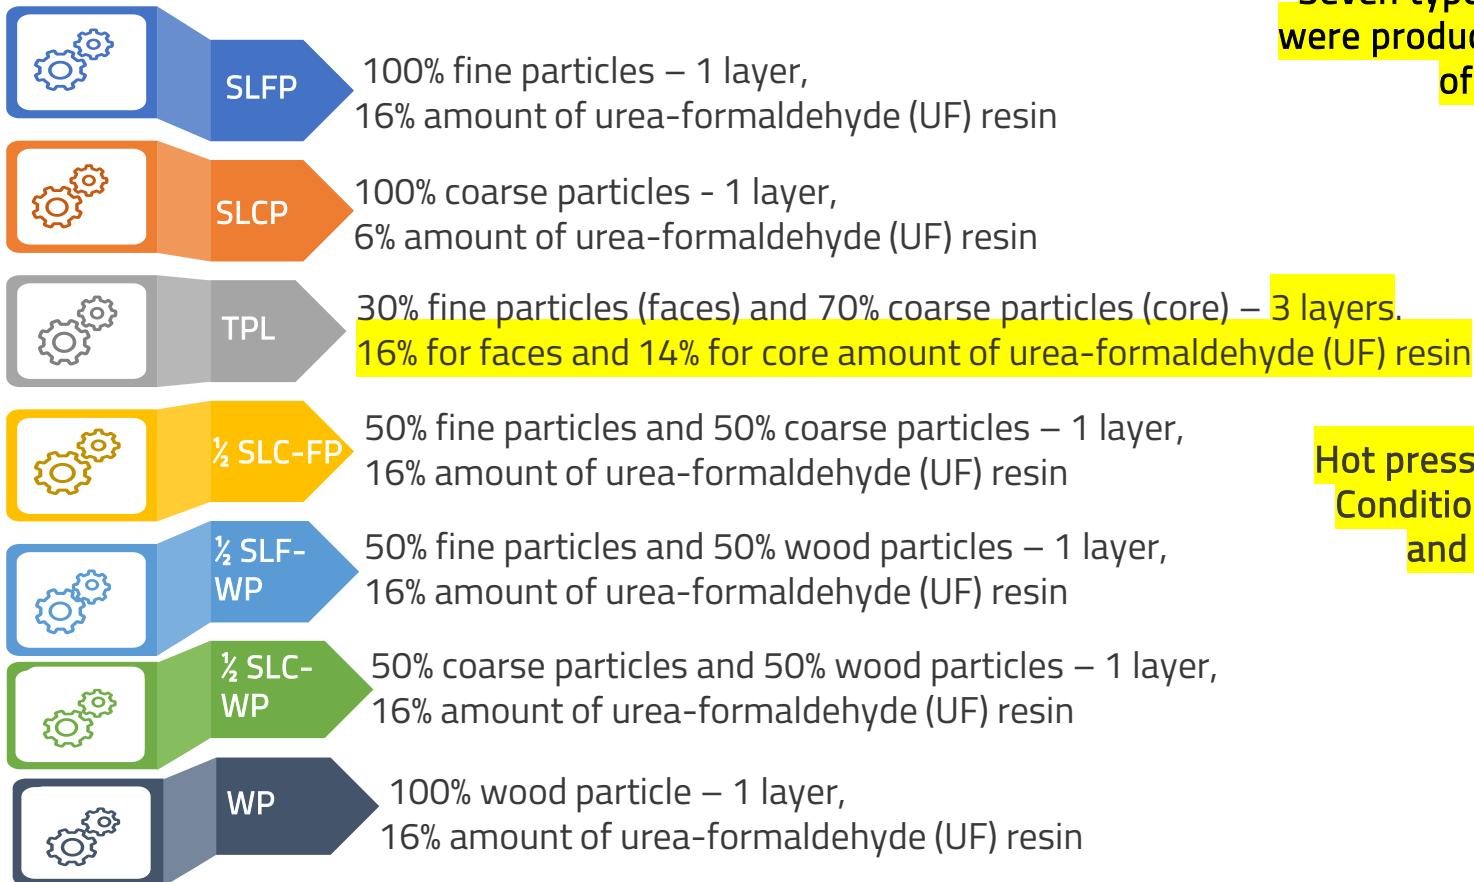 Seven type
were produc
of
SLFP
100% fine particles – 1 layer,
16% amount of urea-formaldehyde (UF) resin
SLCP
100% coarse particles - 1 layer,
6% amount of urea-formaldehyde (UF) resin
TPL
30% fine particles (faces) and 70% coarse particles (core) – 3 layers.
16% for faces and 14% for core amount of urea-formaldehyde (UF) resin
½ SLC-FP
50% fine particles and 50% coarse particles – 1 layer,
16% amount of urea-formaldehyde (UF) resin
Hot press
Conditio
and
½ SLF-
WP
50% fine particles and 50% wood particles – 1 layer,
16% amount of urea-formaldehyde (UF) resin
½ SLC-
WP
50% coarse particles and 50% wood particles – 1 layer,
16% amount of urea-formaldehyde (UF) resin
WP
100% wood particle – 1 layer,
16% amount of urea-formaldehyde (UF) resin